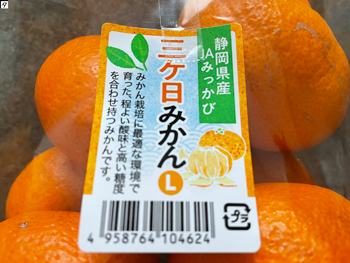 静岡県産
JAみっかび
三ケ日みかん
L
みかん栽培に最適な環境で
育った、程よい酸味と高い糖度
を合わせ持つみかんです。
プラ
4 958764 104624